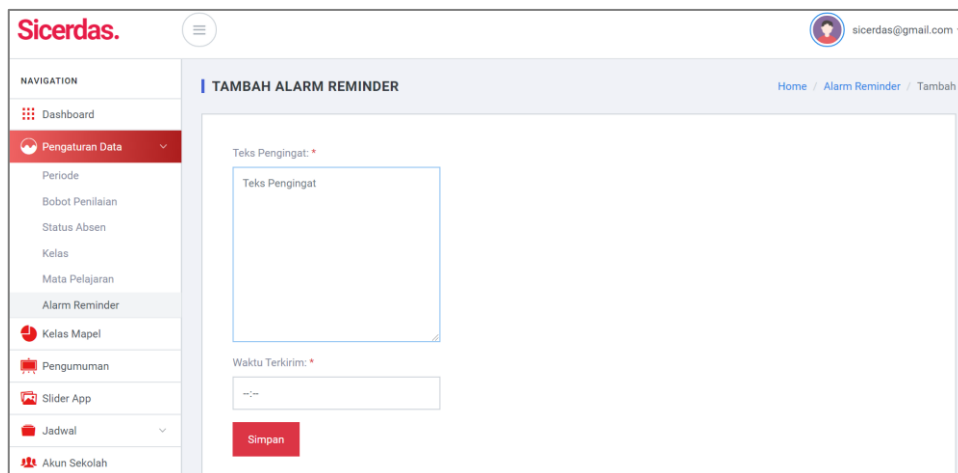 Sicerdas.
sicerdas@gmail.com
NAVIGATION
TAMBAH ALARM REMINDER
Home / Alarm Reminder / Tambah
Dashboard
Pengaturan Data
Periode
Bobot Penilaian
Status Absen
Kelas
Mata Pelajaran
Alarm Reminder
Kelas Mapel
Pengumuman
Slider App
Jadwal
Akun Sekolah
Teks Pengingat: *
Teks Pengingat
Waktu Terkirim: *
--:--
Simpan